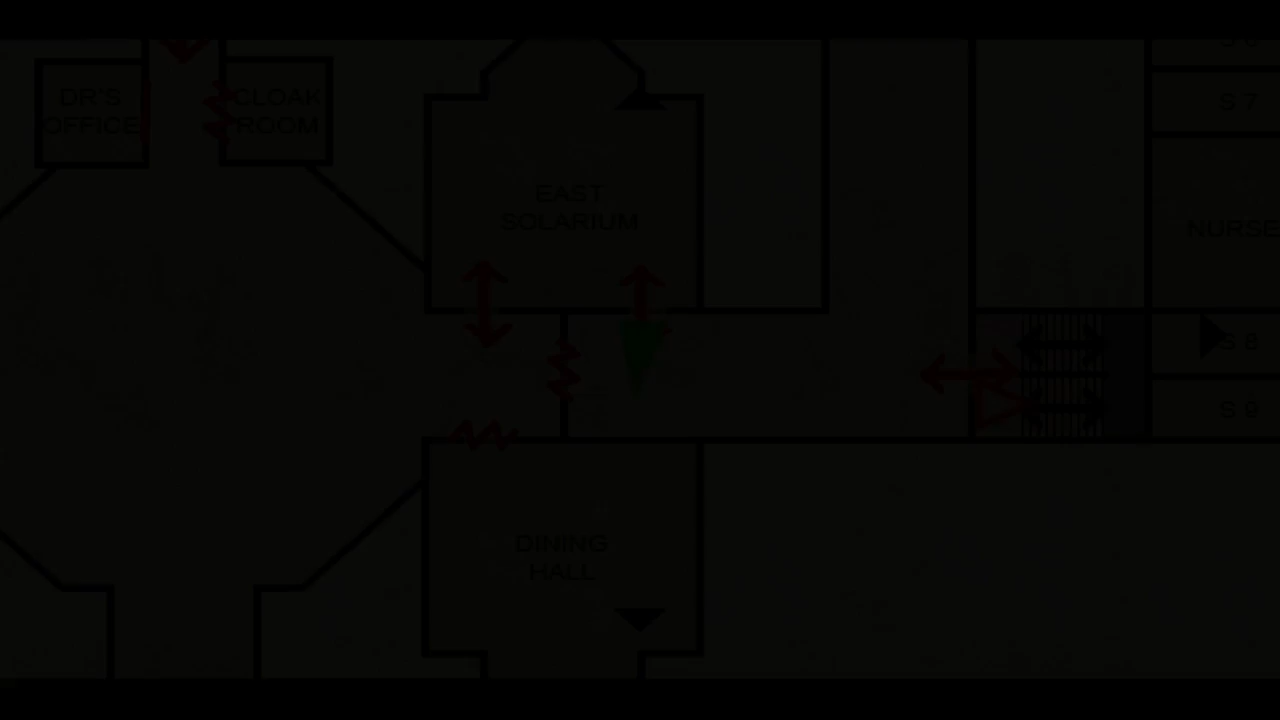 DR'S
OFFICE
CLOAK
ROOM
S 7
EAST
SOLARIUM
NURSE
S 8
S 9
DINING
HALL